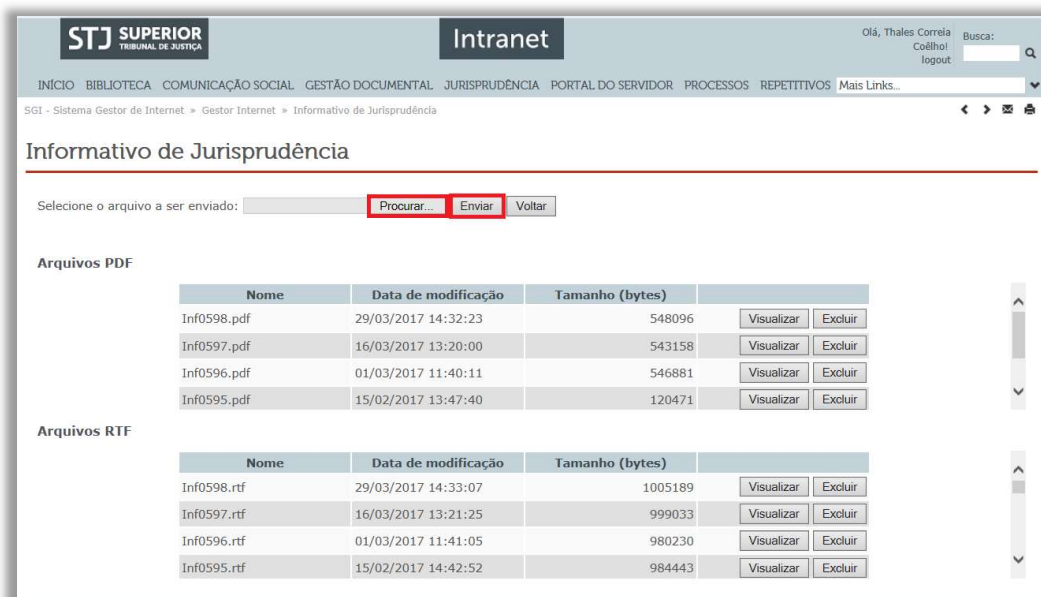 STJ SUPERIOR TRIBUNAL DE JUSTIÇA
Intranet
Olá, Thales Correia Coêlho!
logout
Busca:
INÍCIO BIBLIOTECA COMUNICAÇÃO SOCIAL GESTÃO DOCUMENTAL JURISPRUDÊNCIA PORTAL DO SERVIDOR PROCESSOS REPETITIVOS Mais Links...
SGI - Sistema Gestor de Internet » Gestor Internet » Informativo de Jurisprudência
Informativo de Jurisprudência
Selecione o arquivo a ser enviado: Procurar... Enviar Voltar
Arquivos PDF
Nome Data de modificação Tamanho (bytes)
Inf0598.pdf 29/03/2017 14:32:23 548096 Visualizar Excluir
Inf0597.pdf 16/03/2017 13:20:00 543158 Visualizar Excluir
Inf0596.pdf 01/03/2017 11:40:11 546881 Visualizar Excluir
Inf0595.pdf 15/02/2017 13:47:40 120471 Visualizar Excluir
Arquivos RTF
Nome Data de modificação Tamanho (bytes)
Inf0598.rtf 29/03/2017 14:33:07 1005189 Visualizar Excluir
Inf0597.rtf 16/03/2017 13:21:25 999033 Visualizar Excluir
Inf0596.rtf 01/03/2017 11:41:05 980230 Visualizar Excluir
Inf0595.rtf 15/02/2017 14:42:52 984443 Visualizar Excluir